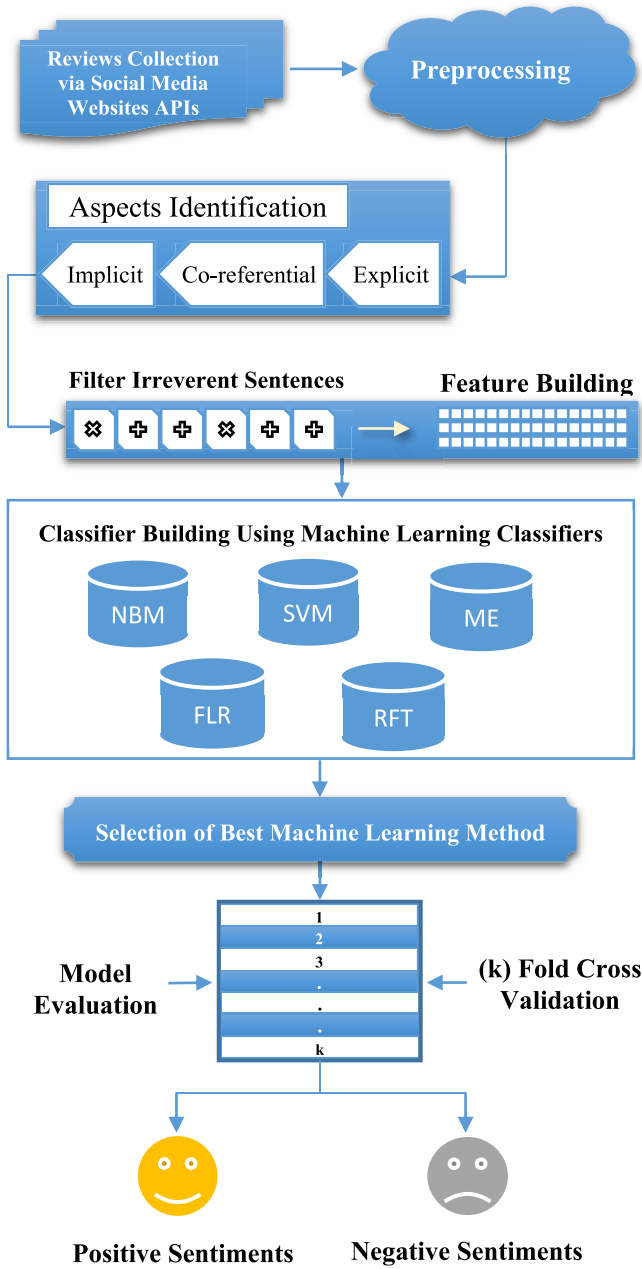 Reviews Collection
via Social Media
Websites APIs
Preprocessing
Aspects Identification
Implicit
Co-referential
Explicit
Filter Irreverent Sentences
Feature Building
Classifier Building Using Machine Learning Classifiers
NBM
SVM
ME
FLR
RFT
Selection of Best Machine Learning Method
1
2
3
.
.
.
k
Model
Evaluation
(k) Fold Cross
Validation
Positive Sentiments
Negative Sentiments